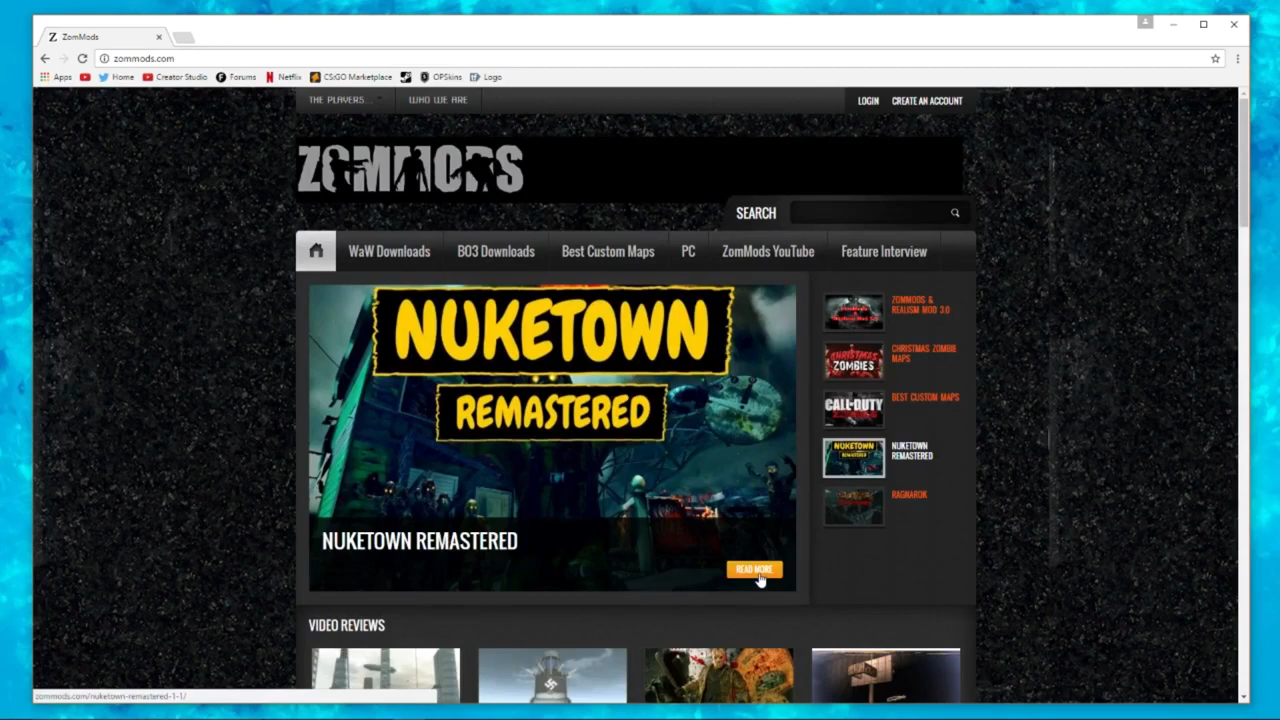 ZomMods
zommods.com
Apps
Home
Creator Studio
Forums
Netflix
CS:GO Marketplace
OPSkins
Logo
THE PLAYERS...
WHO WE ARE
LOGIN
CREATE AN ACCOUNT
ZOMMODS
SEARCH
WaW Downloads
BO3 Downloads
Best Custom Maps
PC
ZomMods YouTube
Feature Interview
NUKETOWN
REMASTERED
NUKETOWN REMASTERED
READ MORE
ZOMMODS &
REALISM MOD 3.0
CHRISTMAS
ZOMBIES
CHRISTMAS ZOMBIE
MAPS
CALL·DUTY
BEST CUSTOM MAPS
NUKETOWN
REMASTERED
NUKETOWN
REMASTERED
RAGNAROK
VIDEO REVIEWS
zommods.com/nuketown-remastered-1-1/